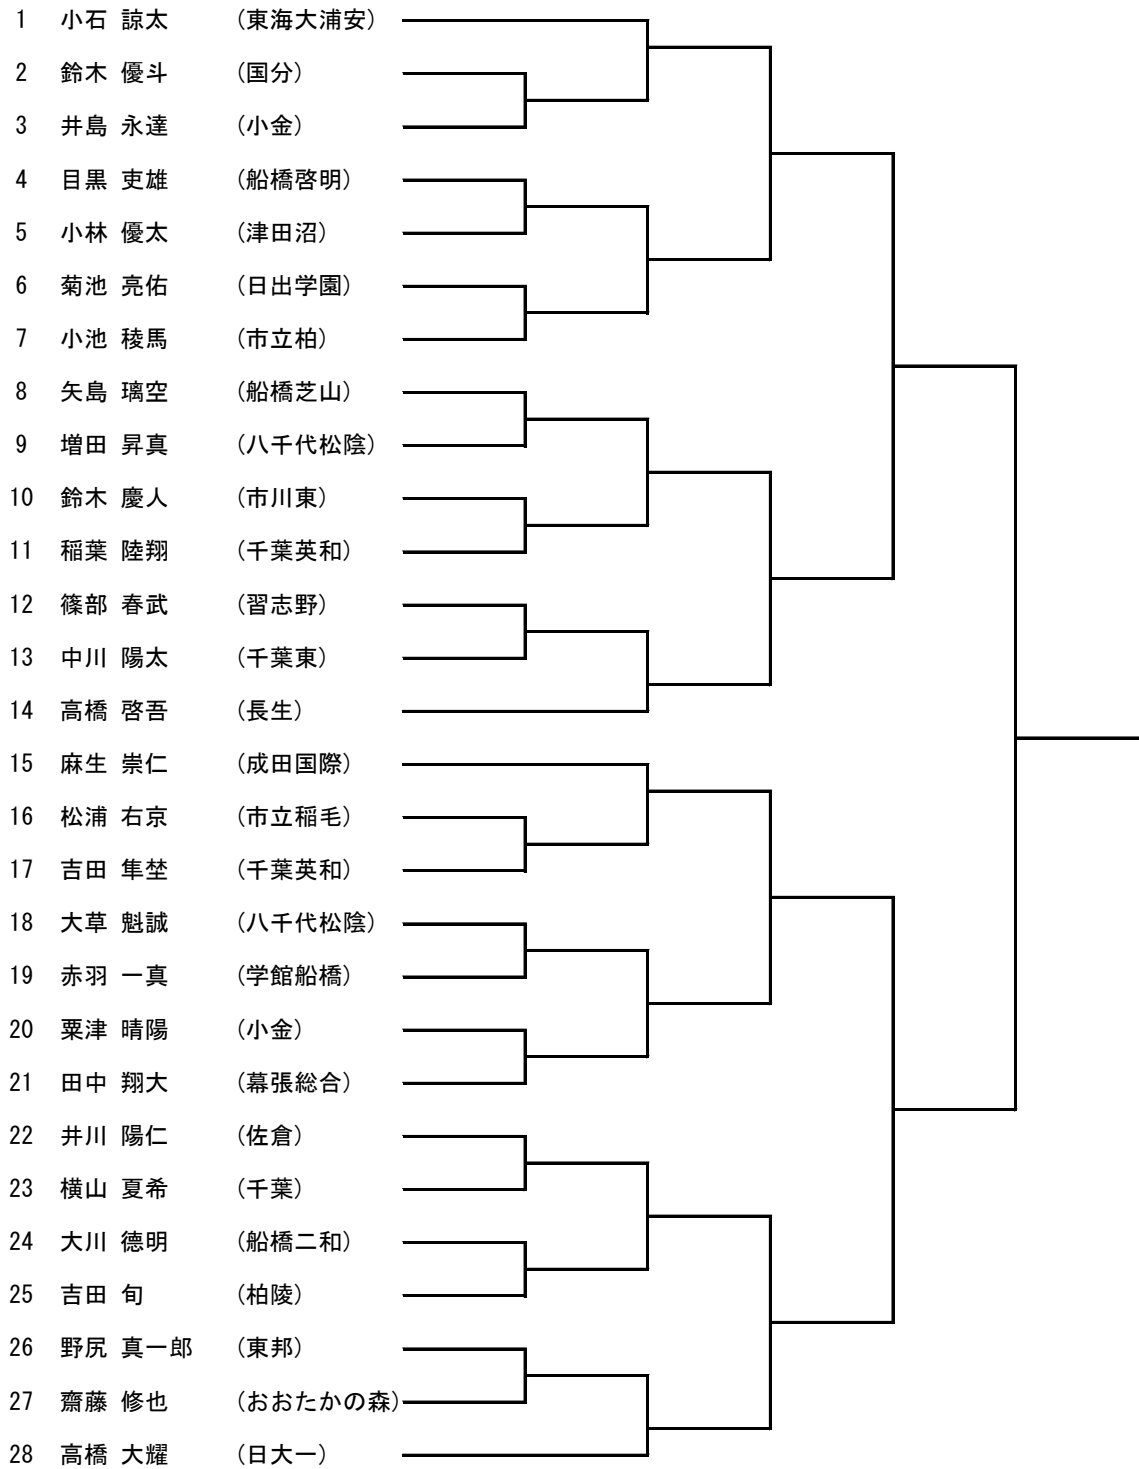 1 小石 諒太 (東海大浦安)
2 鈴木 優斗 (国分)
3 井島 永達 (小金)
4 目黒 吏雄 (船橋啓明)
5 小林 優太 (津田沼)
6 菊池 亮佑 (日出学園)
7 小池 稜馬 (市立柏)
8 矢島 璃空 (船橋芝山)
9 増田 昇真 (八千代松陰)
10 鈴木 慶人 (市川東)
11 稲葉 陸翔 (千葉英和)
12 篠部 春武 (習志野)
13 中川 陽太 (千葉東)
14 高橋 啓吾 (長生)
15 麻生 崇仁 (成田国際)
16 松浦 右京 (市立稲毛)
17 吉田 隼埜 (千葉英和)
18 大草 魁誠 (八千代松陰)
19 赤羽 一真 (学館船橋)
20 粟津 晴陽 (小金)
21 田中 翔大 (幕張総合)
22 井川 陽仁 (佐倉)
23 横山 夏希 (千葉)
24 大川 德明 (船橋二和)
25 吉田 旬 (柏陵)
26 野尻 真一郎 (東邦)
27 齋藤 修也 (おおたかの森)
28 高橋 大耀 (日大一)